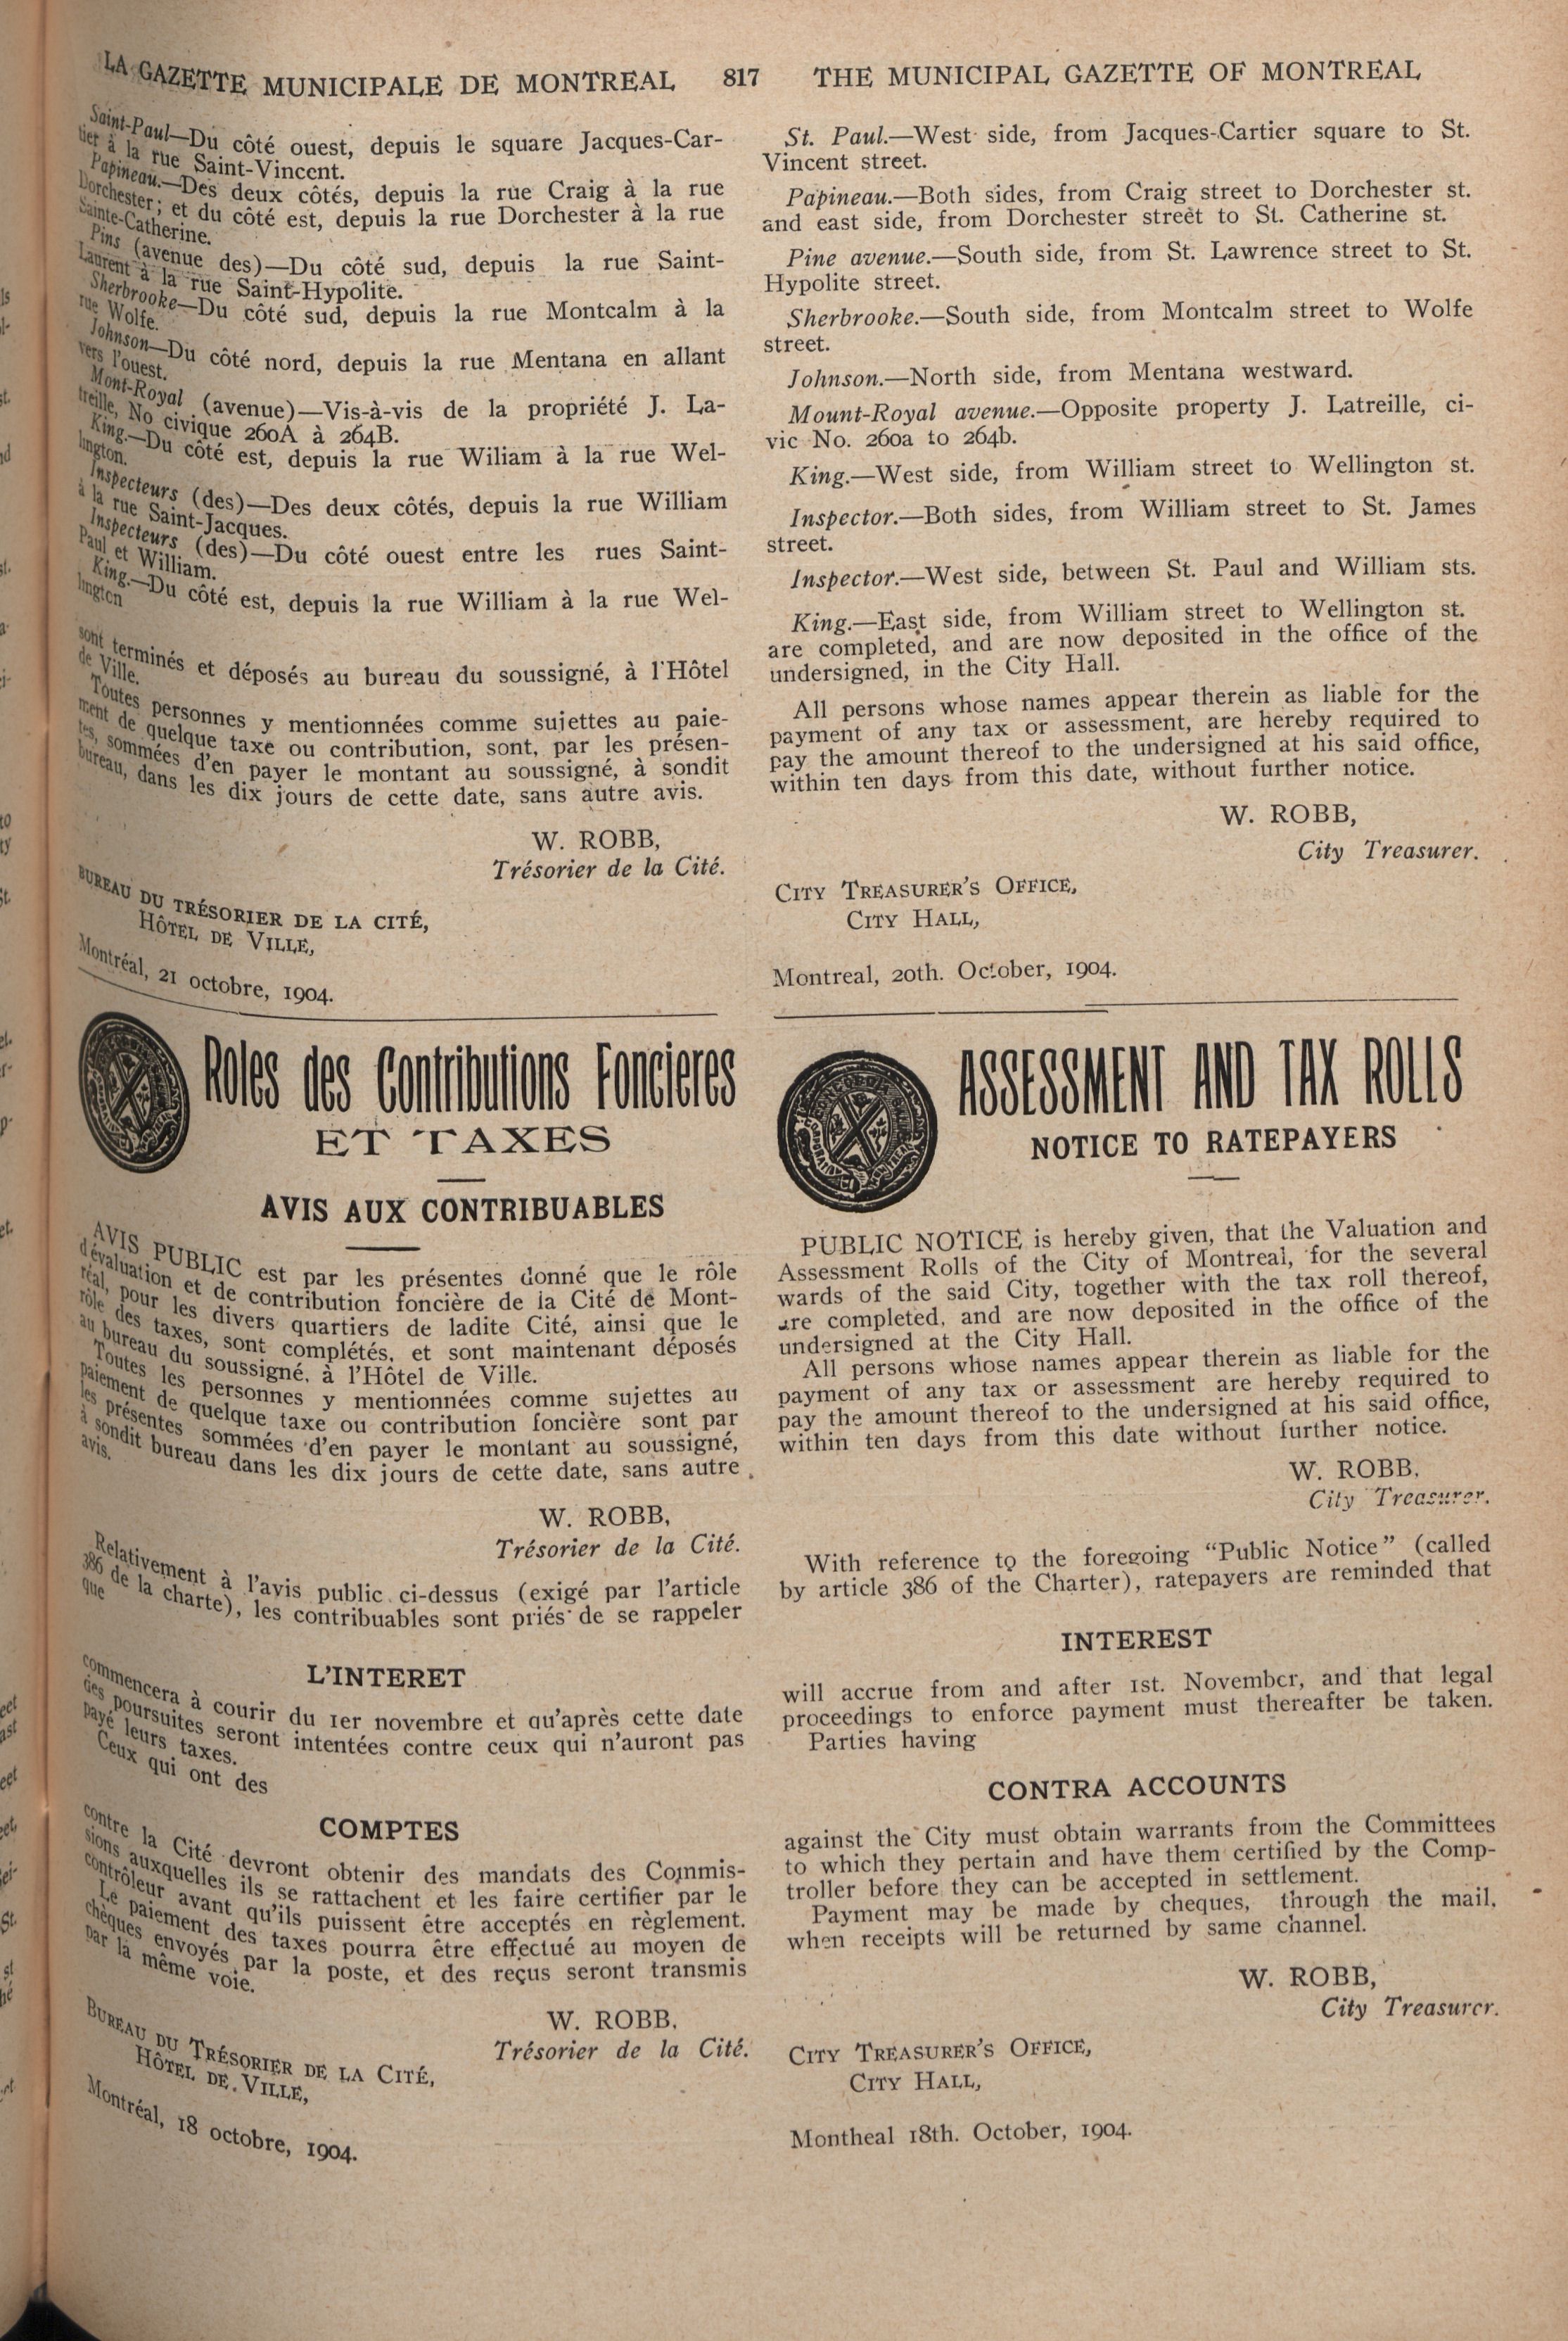 LA GAZETTE MUNICIPALE DE MONTREAL 817 THE MUNICIPAL GAZETTE OF MONTREAL
Saint-Paul—Du côté ouest, depuis le square Jacques-Car-
tier à la rue Saint-Vincent.
Papineau.—Des deux côtés, depuis la rue Craig à la rue
Dorchester; et du côté est, depuis la rue Dorchester à la rue
Sainte-Catherine.
Pins (avenue des)—Du côté sud, depuis la rue Saint-
Laurent à la rue Saint-Hypolite.
Sherbrooke—Du côté sud, depuis la rue Montcalm à la
rue Wolfe.
Johnson—Du côté nord, depuis la rue Mentana en allant
vers l'ouest.
Mont-Royal (avenue)—Vis-à-vis de la propriété J. La-
treille, No civique 260A à 264B.
King.—Du côté est, depuis la rue Wiliam à la rue Wel-
lington.
Inspecteurs (des)—Des deux côtés, depuis la rue William
à la rue Saint-Jacques.
Inspecteurs (des)—Du côté ouest entre les rues Saint-
Paul et William.
King.—Du côté est, depuis la rue William à la rue Wel-
lington
sont terminés et déposés au bureau du soussigné, à l'Hôtel
de Ville.
Toutes personnes y mentionnées comme sujettes au paie-
ment de quelque taxe ou contribution, sont, par les présen-
tes, sommées d'en payer le montant au soussigné, à sondit
bureau, dans les dix jours de cette date, sans autre avis.
W. ROBB,
Trésorier de la Cité.
BUREAU DU TRÉSORIER DE LA CITÉ,
HÔTEL DE VILLE,
Montréal, 21 octobre, 1904.
Roles des Contributions Foncieres
ET TAXES
AVIS AUX CONTRIBUABLES
AVIS PUBLIC est par les présentes donné que le rôle
d'évaluation et de contribution foncière de la Cité de Mont-
réal, pour les divers quartiers de ladite Cité, ainsi que le
rôle des taxes, sont complétés, et sont maintenant déposés
au bureau du soussigné, à l'Hôtel de Ville.
Toutes les personnes y mentionnées comme sujettes au
paiement de quelque taxe ou contribution foncière sont par
les présentes sommées d'en payer le montant au soussigné,
à sondit bureau dans les dix jours de cette date, sans autre
avis.
W. ROBB,
Trésorier de la Cité.
Relativement à l'avis public ci-dessus (exigé par l'article
386 de la charte), les contribuables sont priés de se rappeler
que
L'INTERET
commencera à courir du 1er novembre et qu'après cette date
des poursuites seront intentées contre ceux qui n'auront pas
payé leurs taxes.
Ceux qui ont des
COMPTES
contre la Cité devront obtenir des mandats des Commis-
sions auxquelles ils se rattachent et les faire certifier par le
contrôleur avant qu'ils puissent être acceptés en règlement.
Le paiement des taxes pourra être effectué au moyen de
chèques envoyés par la poste, et des reçus seront transmis
par la même voie.
W. ROBB,
Trésorier de la Cité.
BUREAU DU TRÉSORIER DE LA CITÉ,
HÔTEL DE VILLE,
Montréal, 18 octobre, 1904.
St. Paul.—West side, from Jacques-Cartier square to St.
Vincent street.
Papineau.—Both sides, from Craig street to Dorchester st.
and east side, from Dorchester street to St. Catherine st.
Pine avenue.—South side, from St. Lawrence street to St.
Hypolite street.
Sherbrooke.—South side, from Montcalm street to Wolfe
street.
Johnson.—North side, from Mentana westward.
Mount-Royal avenue.—Opposite property J. Latreille, ci-
vic No. 260a to 264b.
King.—West side, from William street to Wellington st.
Inspector.—Both sides, from William street to St. James
street.
Inspector.—West side, between St. Paul and William sts.
King.—East side, from William street to Wellington st.
are completed, and are now deposited in the office of the
undersigned, in the City Hall.
All persons whose names appear therein as liable for the
payment of any tax or assessment, are hereby required to
pay the amount thereof to the undersigned at his said office,
within ten days from this date, without further notice.
W. ROBB,
City Treasurer.
CITY TREASURER'S OFFICE,
CITY HALL,
Montreal, 20th. October, 1904.
ASSESSMENT AND TAX ROLLS
NOTICE TO RATEPAYERS
PUBLIC NOTICE is hereby given, that the Valuation and
Assessment Rolls of the City of Montreal, for the several
wards of the said City, together with the tax roll thereof,
are completed, and are now deposited in the office of the
undersigned at the City Hall.
All persons whose names appear therein as liable for the
payment of any tax or assessment are hereby required to
pay the amount thereof to the undersigned at his said office,
within ten days from this date without further notice.
W. ROBB,
City Treasurer.
With reference to the foregoing "Public Notice" (called
by article 386 of the Charter), ratepayers are reminded that
INTEREST
will accrue from and after 1st. November, and that legal
proceedings to enforce payment must thereafter be taken.
Parties having
CONTRA ACCOUNTS
against the City must obtain warrants from the Committees
to which they pertain and have them certified by the Comp-
troller before they can be accepted in settlement.
Payment may be made by cheques, through the mail,
when receipts will be returned by same channel.
W. ROBB,
City Treasurer.
CITY TREASURER'S OFFICE,
CITY HALL,
Montheal 18th. October, 1904.